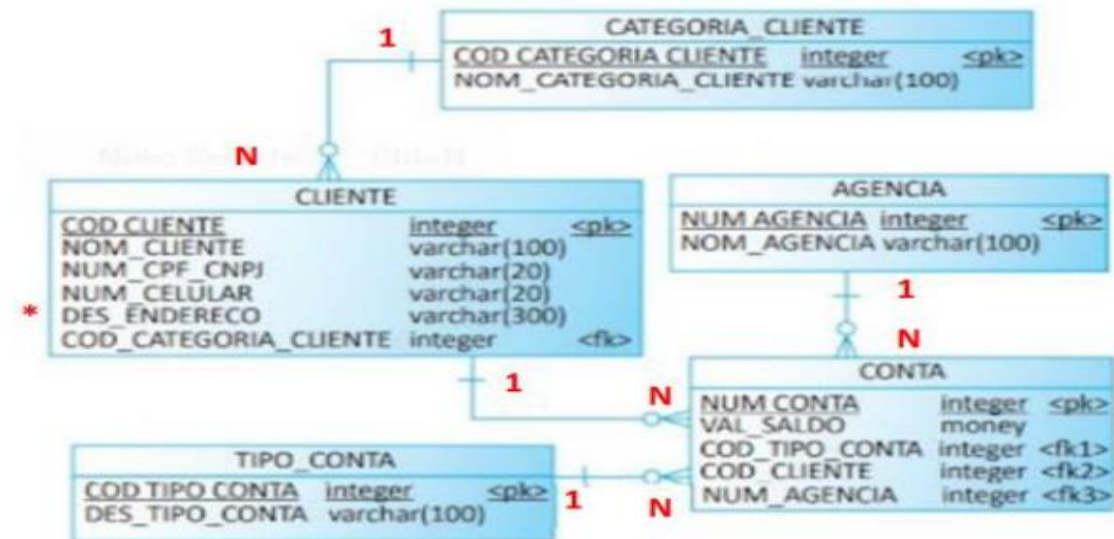 CATEGORIA_CLIENTE
1
COD CATEGORIA CLIENTE integer <pk>
NOM_CATEGORIA_CLIENTE varchar(100)
N
CLIENTE
COD CLIENTE integer <pk>
NOM_CLIENTE varchar(100)
NUM_CPF_CNPJ varchar(20)
NUM_CELULAR varchar(20)
* DES_ENDERECO varchar(300)
COD_CATEGORIA_CLIENTE integer <fk>
AGENCIA
NUM AGENCIA integer <pk>
NOM_AGENCIA varchar(100)
1
N
1
N
CONTA
NUM CONTA integer <pk>
VAL_SALDO money
COD_TIPO_CONTA integer <fk1>
COD_CLIENTE integer <fk2>
NUM_AGENCIA integer <fk3>
TIPO_CONTA
COD TIPO CONTA integer <pk>
DES_TIPO_CONTA varchar(100)
1
N